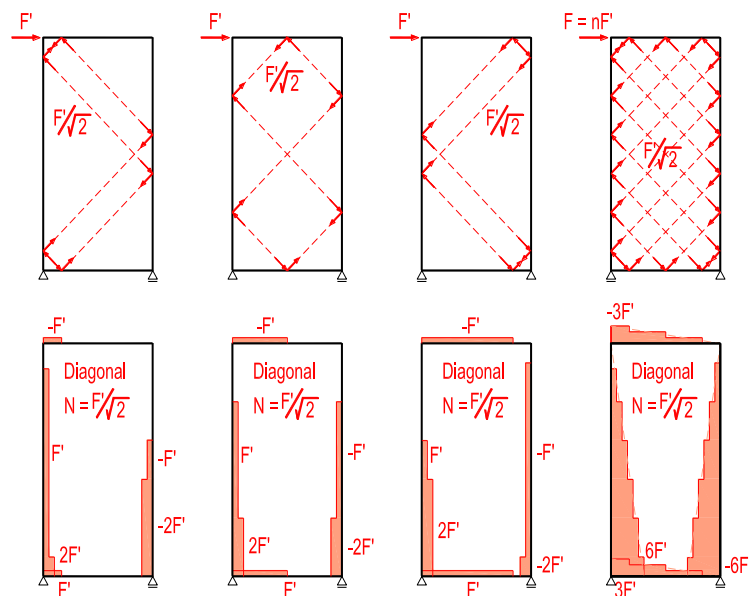 F' F' F' F = nF'
F'/√2 F'/√2 F'/√2 F'/√2
-F' -F' -F' -3F'
Diagonal Diagonal Diagonal Diagonal
N = F'/√2 N = F'/√2 N = F'/√2 N = F'/√2
F' -F' F' -F' F' -F'
-2F' -2F' 2F'
2F' 2F' -2F' 6F' -6F'
F' F' F' 3F'